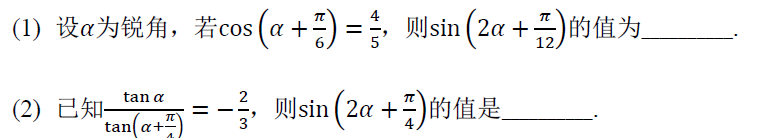 (1) 设α为锐角，若cos(α + π/6) = 4/5，则sin(2α + π/12)的值为________.
(2) 已知tan α/tan(α+π/4) = −2/3，则sin(2α + π/4)的值是________.